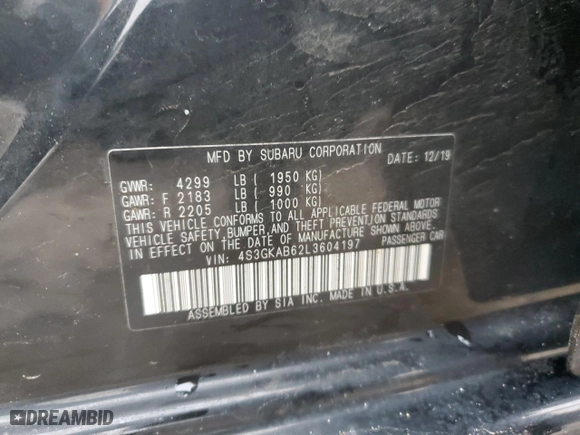 MFD BY SUBARU CORPORATION DATE: 12/19
GVWR: 4299 LB ( 1950 KG)
GAWR: F 2183 LB ( 990 KG)
GAWR: R 2205 LB ( 1000 KG)
THIS VEHICLE CONFORMS TO ALL APPLICABLE FEDERAL MOTOR
VEHICLE SAFETY,BUMPER,AND THEFT PREVENTION STANDARDS
IN EFFECT ON THE DATE OF MANUFACTURE SHOWN ABOVE.
VIN: 4S3GKAB62L3604197 PASSENGER CAR
ASSEMBLED BY SIA INC. MADE IN U.S.A.
DREAMBID